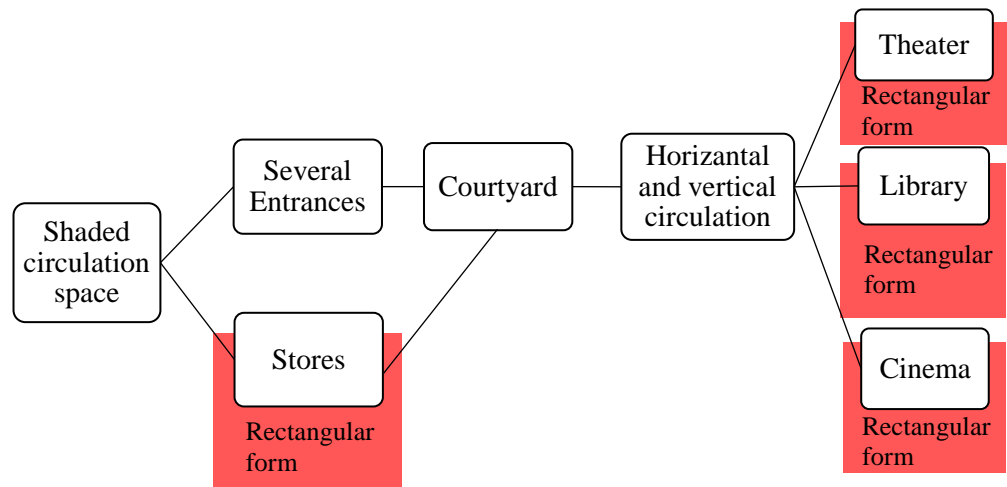 Shaded
circulation
space
Several
Entrances
Stores
Rectangular
form
Courtyard
Horizantal
and vertical
circulation
Theater
Rectangular
form
Library
Rectangular
form
Cinema
Rectangular
form